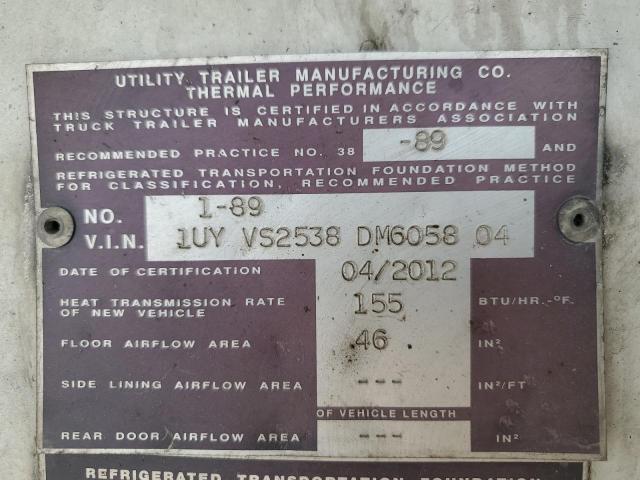 UTILITY TRAILER MANUFACTURING CO.
THERMAL PERFORMANCE
THIS STRUCTURE IS CERTIFIED IN ACCORDANCE WITH
TRUCK TRAILER MANUFACTURERS ASSOCIATION
RECOMMENDED PRACTICE NO. 38 -89 AND
REFRIGERATED TRANSPORTATION FOUNDATION METHOD
FOR CLASSIFICATION, RECOMMENDED PRACTICE
NO. 1-89
V.I.N. 1UY VS2538 DM6058 04
DATE OF CERTIFICATION 04/2012
HEAT TRANSMISSION RATE
OF NEW VEHICLE 155 BTU/HR.-°F.
FLOOR AIRFLOW AREA 46 IN²
SIDE LINING AIRFLOW AREA --- IN²/FT
OF VEHICLE LENGTH
REAR DOOR AIRFLOW AREA --- IN²
REFRIGERATED TRANSPORTATION FOUNDATION